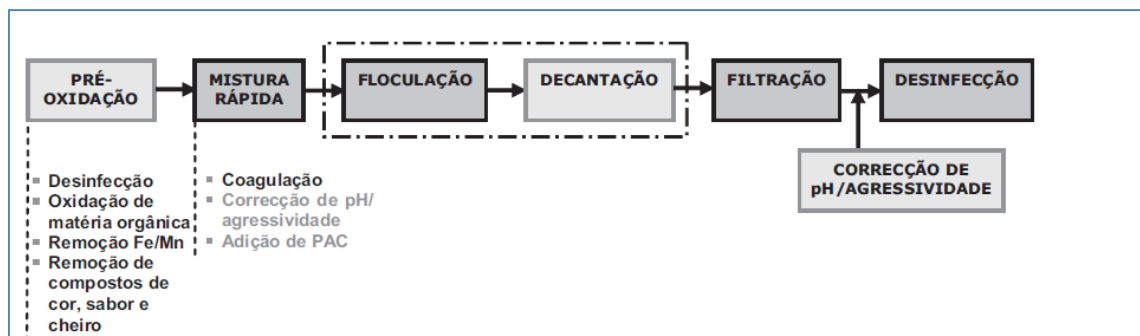 PRÉ-
OXIDAÇÃO
MISTURA
RÁPIDA
FLOCULAÇÃO
DECANTAÇÃO
FILTRAÇÃO
DESINFECÇÃO
CORRECÇÃO DE
pH/AGRESSIVIDADE
▪ Desinfecção
▪ Oxidação de
matéria orgânica
▪ Remoção Fe/Mn
▪ Remoção de
compostos de
cor, sabor e
cheiro
▪ Coagulação
▪ Correcção de pH/
agressividade
▪ Adição de PAC